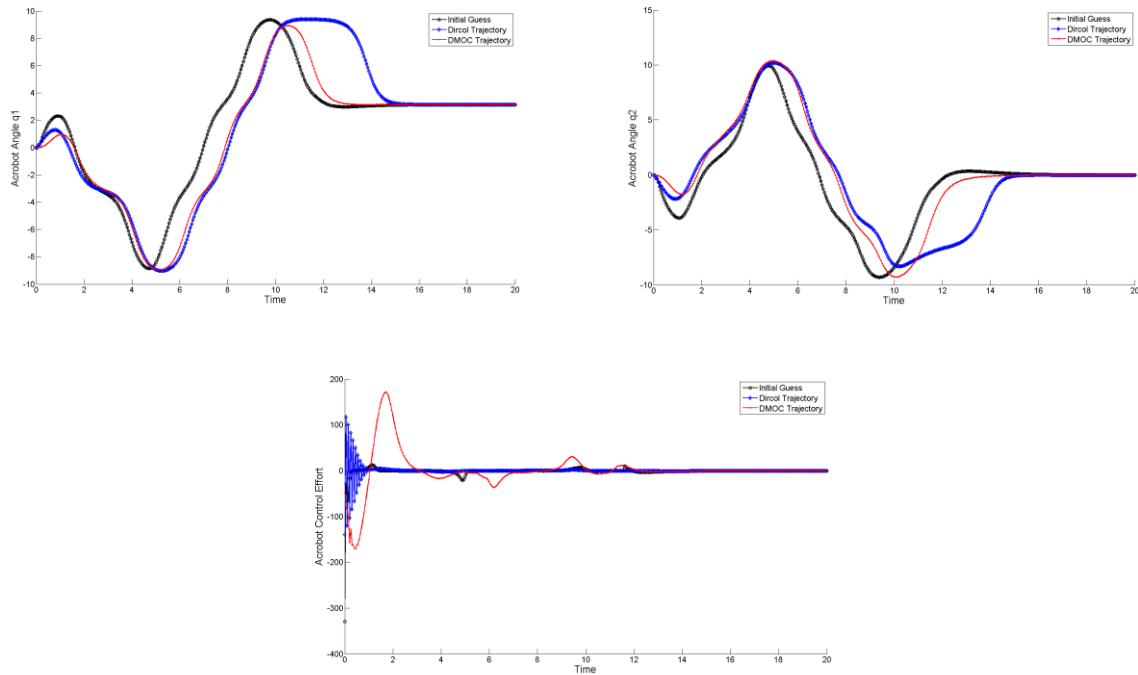 10
8
6
4
2
0
-2
-4
-6
-8
-10
0 2 4 6 8 10 12 14 16 18 20
Acrobot Angle q1
Time
Initial Guess
Dircol Trajectory
DMOC Trajectory
15
10
5
0
-5
-10
0 2 4 6 8 10 12 14 16 18 20
Acrobot Angle q2
Time
Initial Guess
Dircol Trajectory
DMOC Trajectory
200
100
0
-100
-200
-300
-400
0 2 4 6 8 10 12 14 16 18 20
Acrobot Control Effort
Time
Initial Guess
Dircol Trajectory
DMOC Trajectory